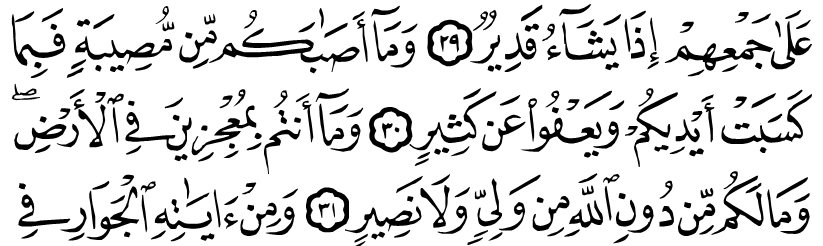 عَلَىٰ جَمْعِهِمْ إِذَا يَشَآءُ قَدِيرٌ ٢٩ وَمَآ أَصَٰبَكُم مِّن مُّصِيبَةٍ فَبِمَا
كَسَبَتْ أَيْدِيكُمْ وَيَعْفُوا۟ عَن كَثِيرٍ ٣٠ وَمَآ أَنتُم بِمُعْجِزِينَ فِى ٱلْأَرْضِ ۖ
وَمَا لَكُم مِّن دُونِ ٱللَّهِ مِن وَلِىٍّ وَلَا نَصِيرٍ ٣١ وَمِنْ ءَايَٰتِهِ ٱلْجَوَارِ فِى